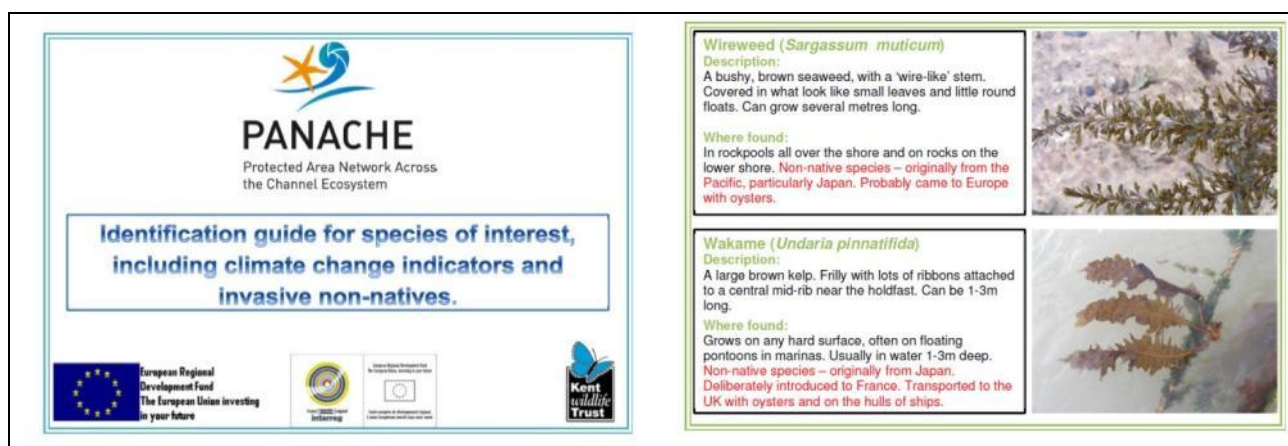 PANACHE
Protected Area Network Across
the Channel Ecosystem
Identification guide for species of interest,
including climate change indicators and
invasive non-natives.
European Regional
Development Fund
The European Union investing
in your future
interreg
Kent
wildlife
Trust
Wireweed (Sargassum muticum)
Description:
A bushy, brown seaweed, with a 'wire-like' stem.
Covered in what look like small leaves and little round
floats. Can grow several metres long.
Where found:
In rockpools all over the shore and on rocks on the
lower shore. Non-native species – originally from the
Pacific, particularly Japan. Probably came to Europe
with oysters.
Wakame (Undaria pinnatifida)
Description:
A large brown kelp. Frilly with lots of ribbons attached
to a central mid-rib near the holdfast. Can be 1-3m
long.
Where found:
Grows on any hard surface, often on floating
pontoons in marinas. Usually in water 1-3m deep.
Non-native species – originally from Japan.
Deliberately introduced to France. Transported to the
UK with oysters and on the hulls of ships.